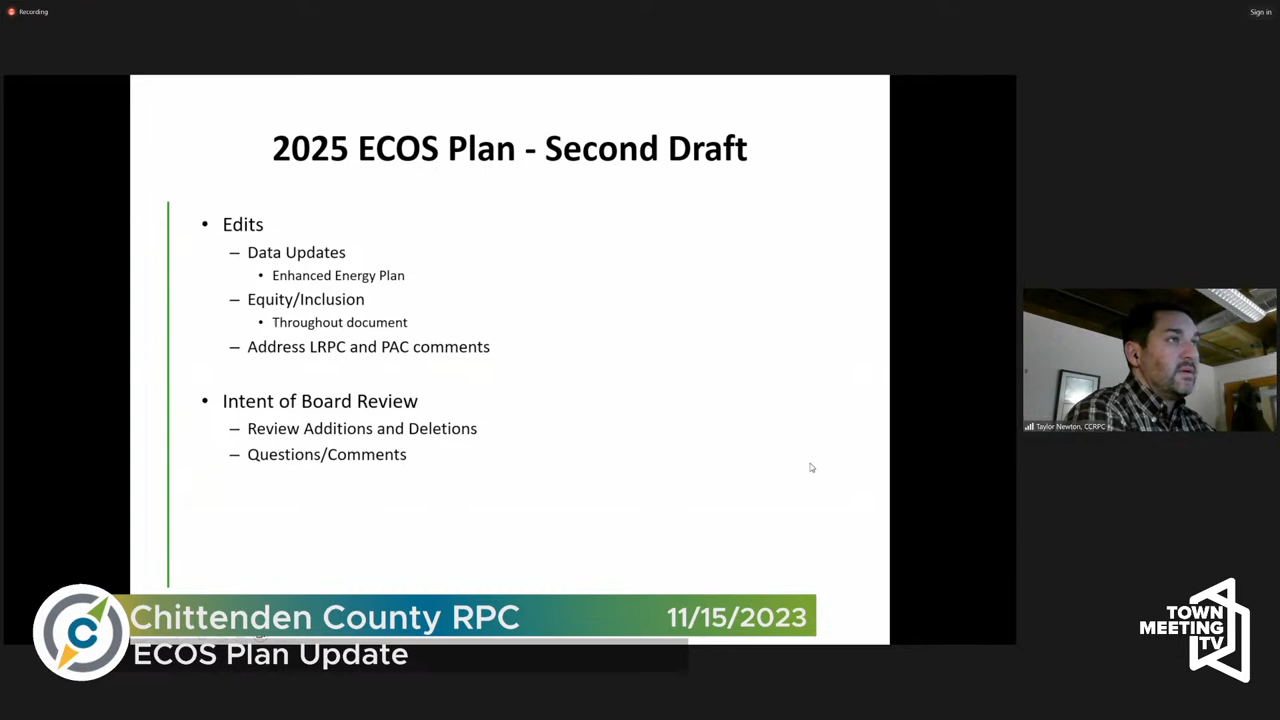 Recording
Sign in
2025 ECOS Plan - Second Draft
• Edits
– Data Updates
• Enhanced Energy Plan
– Equity/Inclusion
• Throughout document
– Address LRPC and PAC comments
• Intent of Board Review
– Review Additions and Deletions
– Questions/Comments
Taylor Newton, CCRPC
C
Chittenden County RPC
11/15/2023
ECOS Plan Update
TOWN
MEETING
TV